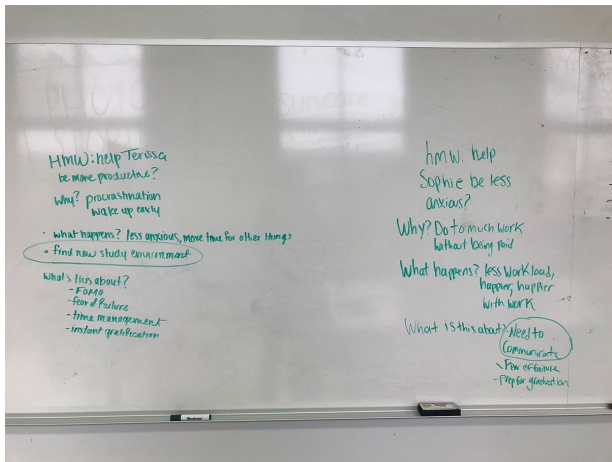 HMW: help Terissa
be more productive?
Why? procrastination
wake up early
• what happens? less anxious, more time for other things
• find new study environment
What's this about?
- FOMO
- fear of failure
- time management
- instant gratification
hmw. help
Sophie be less
anxious?
Why? Do to much work
without being paid
What happens? less workload,
happier, happier
with work
What is this about? Need to
Communicate
- Fear of failure
- prep for graduation